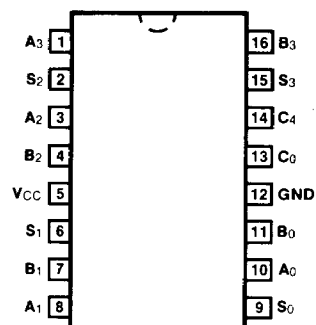 A3 1 16 B3
S2 2 15 S3
A2 3 14 C4
B2 4 13 C0
VCC 5 12 GND
S1 6 11 B0
B1 7 10 A0
A1 8 9 S0